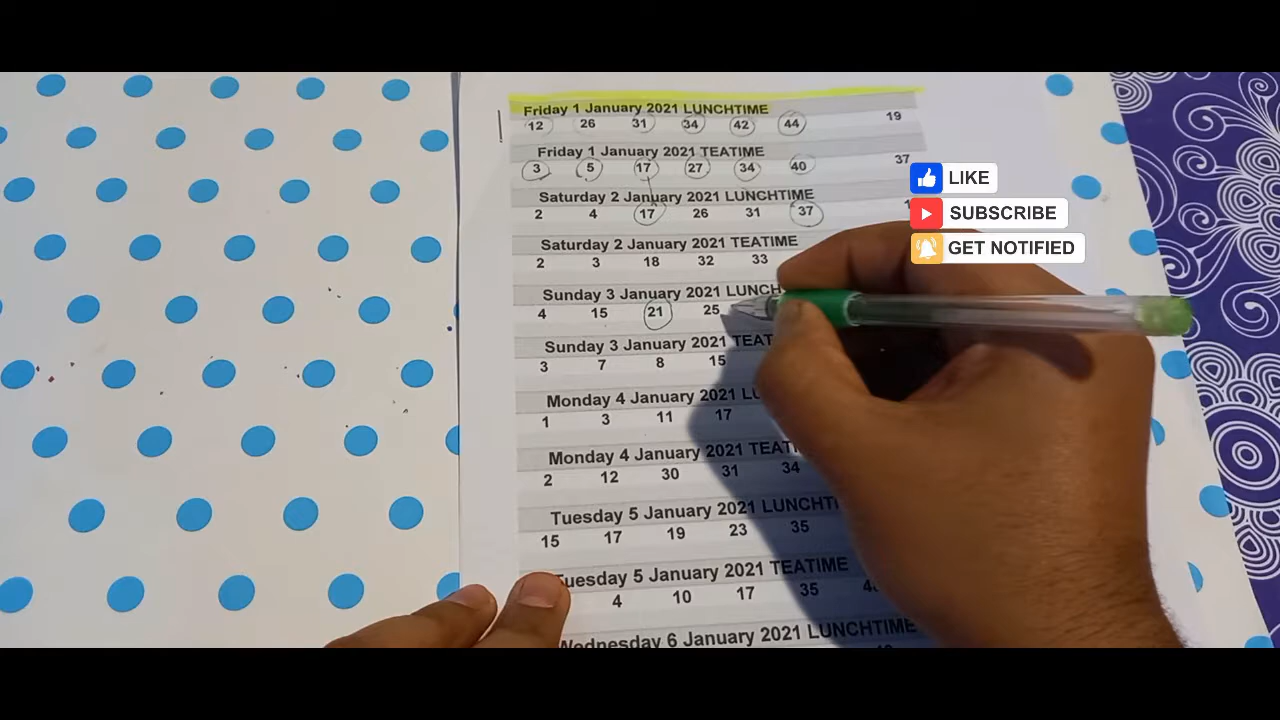 Friday 1 January 2021 LUNCHTIME
12 26 31 34 42 44 19
Friday 1 January 2021 TEATIME
3 5 17 27 34 40 37
LIKE
Saturday 2 January 2021 LUNCHTIME
2 4 17 26 31 37
SUBSCRIBE
Saturday 2 January 2021 TEATIME
2 3 18 32 33
GET NOTIFIED
Sunday 3 January 2021 LUNCH
4 15 21 25
Sunday 3 January 2021 TEAT
3 7 8 15
Monday 4 January 2021 LU
1 3 11 17
Monday 4 January 2021 TEAT
2 12 30 31 34
Tuesday 5 January 2021 LUNCHTI
15 17 19 23 35
Tuesday 5 January 2021 TEATIME
4 10 17 35
Wednesday 6 January 2021 LUNCHTIME